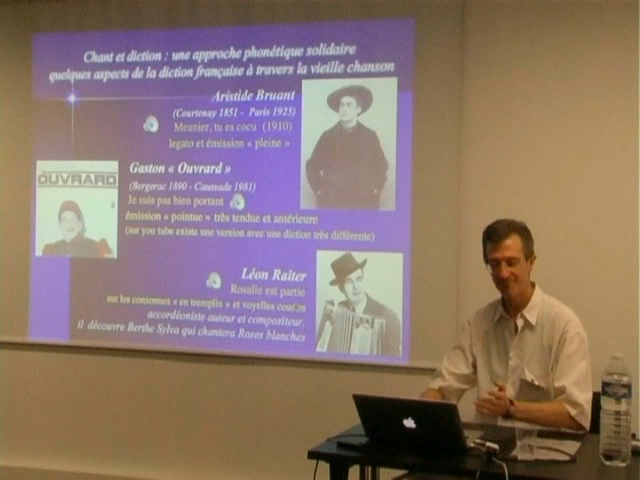 Chant et diction : une approche phonétique solidaire
quelques aspects de la diction française à travers la vieille chanson
Aristide Bruant
(Courtenay 1851 - Paris 1925)
Meunier, tu es cocu (1910)
legato et émission « pleine »
OUVRARD
Gaston « Ouvrard »
(Bergerac 1890 - Caussade 1981)
Je suis pas bien portant
émission « pointue » très tendue et antérieure
(sur you tube existe une version avec une diction très différente)
Léon Raiter
Rosalie est partie
sur les consonnes « en tremplin » et voyelles courtes
accordéoniste auteur et compositeur,
il découvre Berthe Sylva qui chantera Roses blanches